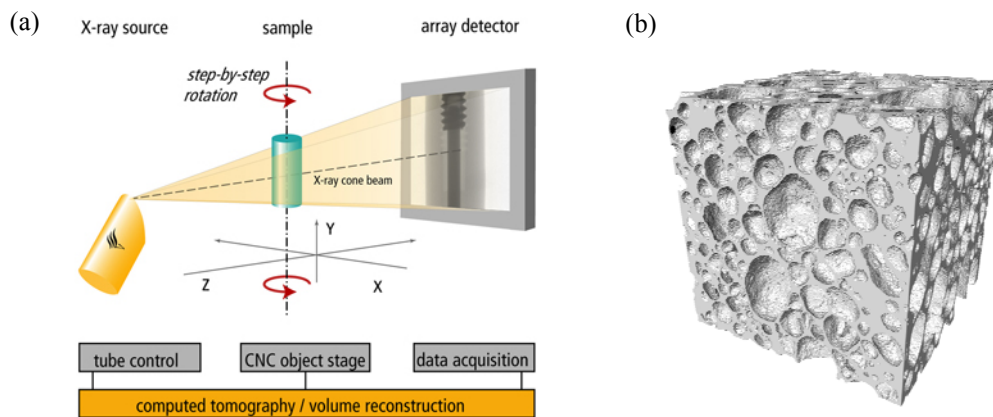 (a)
X-ray source
sample
array detector
step-by-step
rotation
X-ray cone beam
Y
Z
X
tube control
CNC object stage
data acquisition
computed tomography / volume reconstruction
(b)